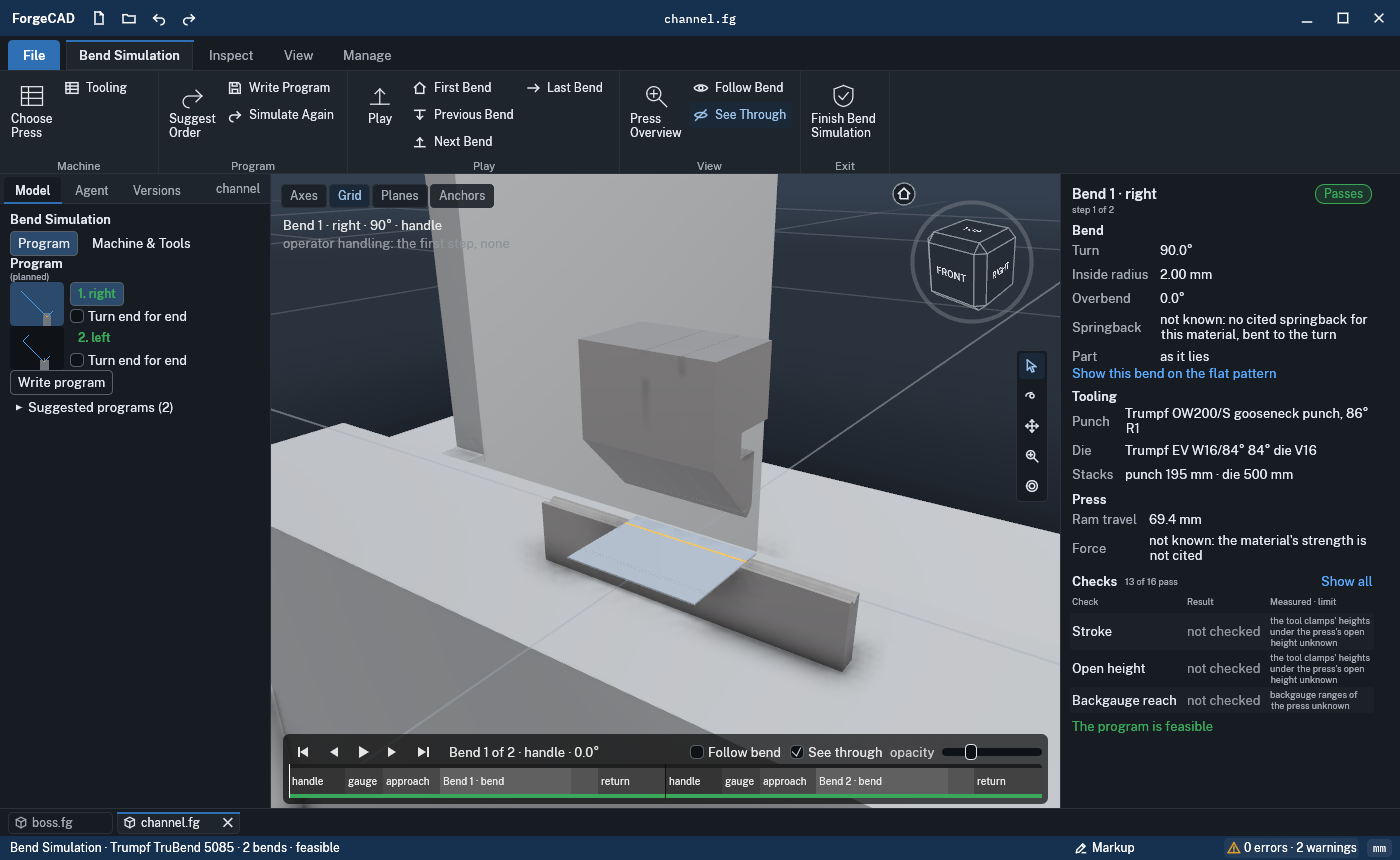 ForgeCAD
channel.fg
File
Bend Simulation
Inspect
View
Manage
Choose Press
Tooling
Machine
Suggest Order
Write Program
Simulate Again
Program
Play
First Bend
Previous Bend
Next Bend
Last Bend
Play
Press Overview
Follow Bend
See Through
View
Finish Bend Simulation
Exit
Model
Agent
Versions
channel
Bend Simulation
Program
Machine & Tools
Program
(planned)
1. right
Turn end for end
2. left
Turn end for end
Write program
Suggested programs (2)
Axes
Grid
Planes
Anchors
Bend 1 · right · 90° · handle
operator handling: the first step, none
FRONT
RIGHT
Bend 1 of 2 · handle · 0.0°
Follow bend
See through
opacity
handle
gauge
approach
Bend 1 · bend
return
handle
gauge
approach
Bend 2 · bend
return
Bend 1 · right
Passes
step 1 of 2
Bend
Turn 90.0°
Inside radius 2.00 mm
Overbend 0.0°
Springback not known: no cited springback for
this material, bent to the turn
Part as it lies
Show this bend on the flat pattern
Tooling
Punch Trumpf OW200/S gooseneck punch, 86°
R1
Die Trumpf EV W16/84° 84° die V16
Stacks punch 195 mm · die 500 mm
Press
Ram travel 69.4 mm
Force not known: the material's strength is
not cited
Checks 13 of 16 pass Show all
Check Result Measured · limit
Stroke not checked the tool clamps' heights
under the press's open
height unknown
Open height not checked the tool clamps' heights
under the press's open
height unknown
Backgauge reach not checked backgauge ranges of
the press unknown
The program is feasible
boss.fg
channel.fg
Bend Simulation · Trumpf TruBend 5085 · 2 bends · feasible
Markup
0 errors · 2 warnings
mm